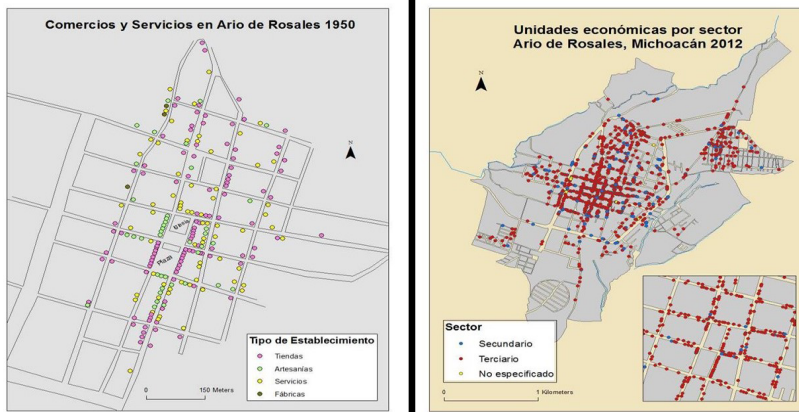 Comercios y Servicios en Ario de Rosales 1950
N
Plaza
Tipo de Establecimiento
Tiendas
Artesanías
Servicios
Fábricas
0 150 Meters
Unidades económicas por sector
Ario de Rosales, Michoacán 2012
N
Sector
Secundario
Terciario
No especificado
0 1 Kilometers